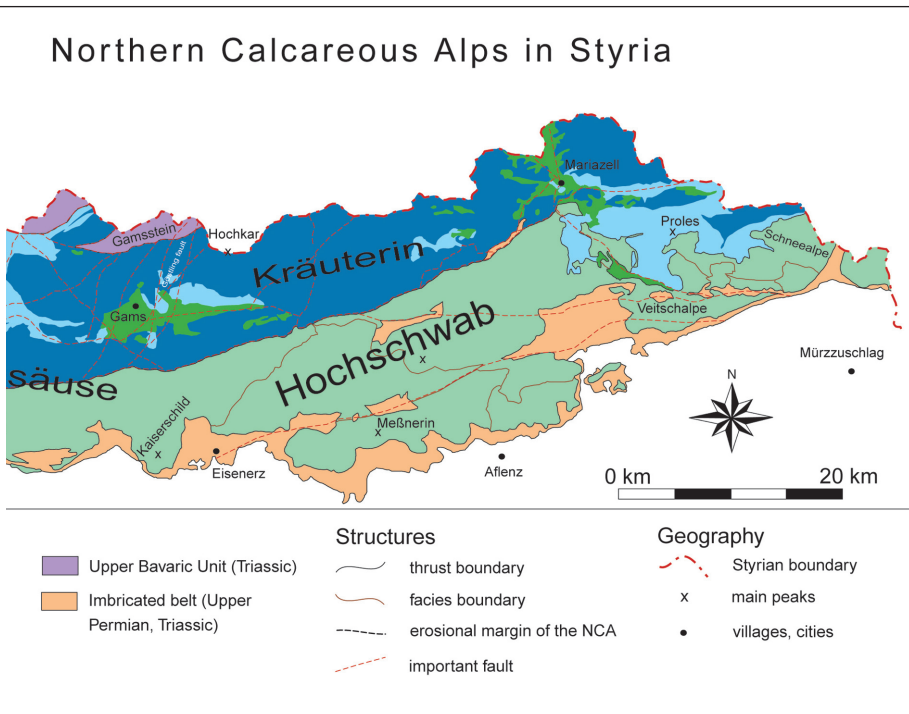 Northern Calcareous Alps in Styria
Mariazell
Gamsstein
Hochkar
Proles
Schneealpe
Kräuterin
Gams
Veitschalpe
Hochschwab
säuse
Mürzzuschlag
N
Kaiserschild
Meßnerin
Eisenerz
Aflenz
0 km
20 km
Structures
Geography
Upper Bavaric Unit (Triassic)
thrust boundary
Styrian boundary
Imbricated belt (Upper
Permian, Triassic)
facies boundary
main peaks
erosional margin of the NCA
villages, cities
important fault